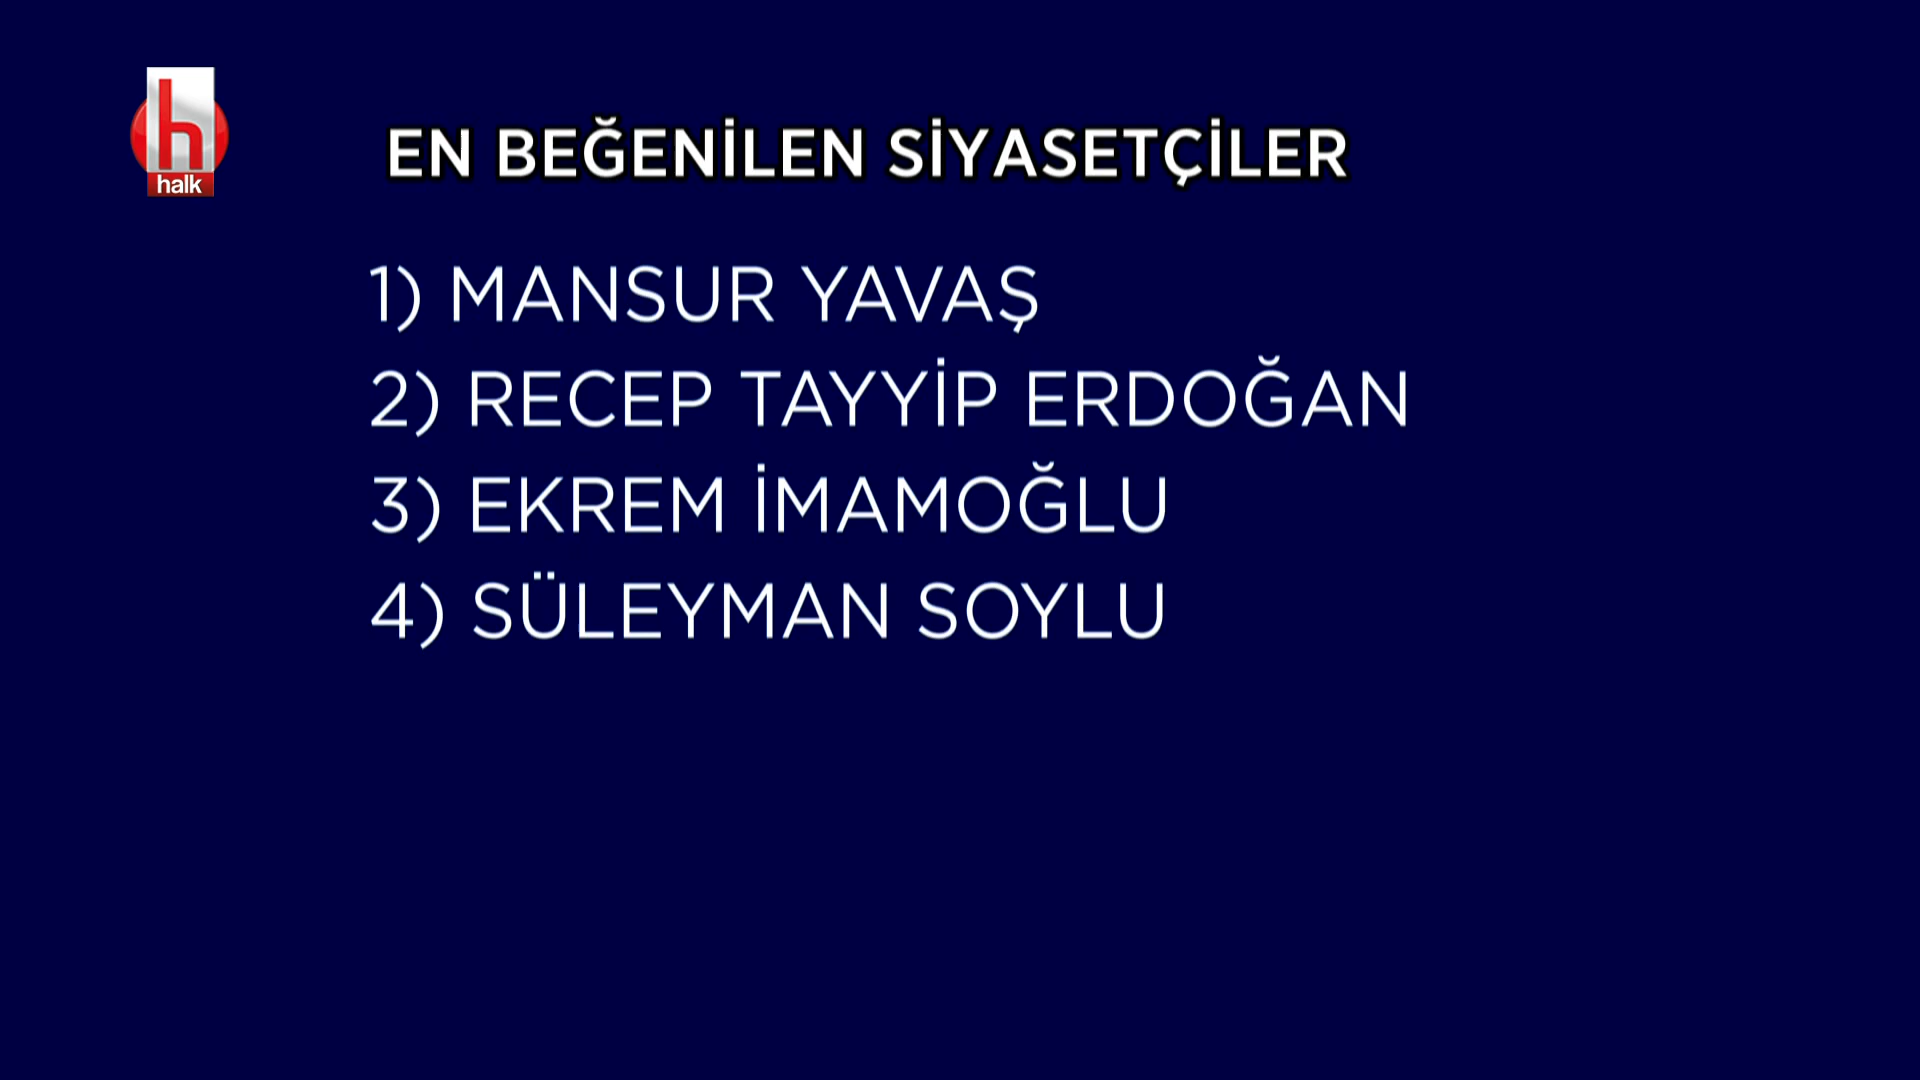 h
halk
EN BEĞENİLEN SİYASETÇİLER
1) MANSUR YAVAŞ
2) RECEP TAYYİP ERDOĞAN
3) EKREM İMAMOĞLU
4) SÜLEYMAN SOYLU